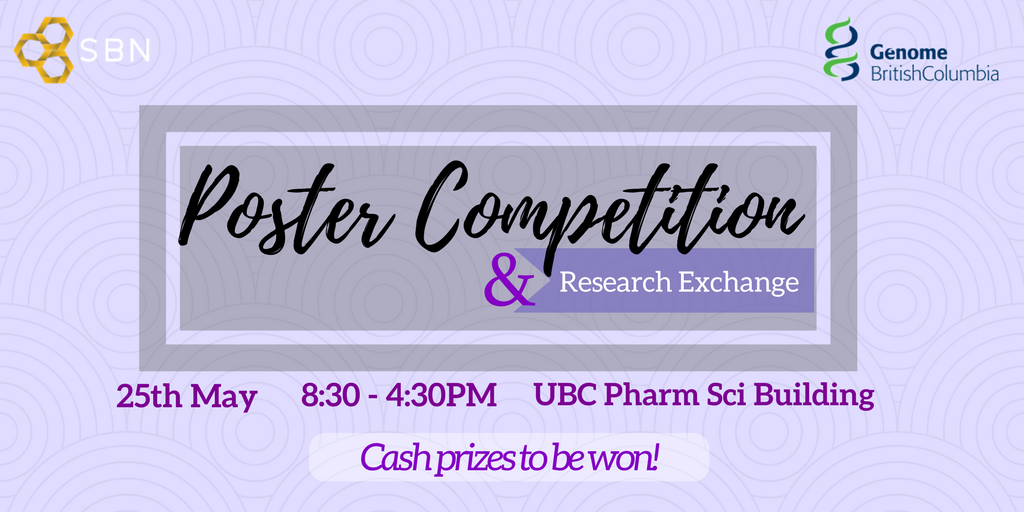 SBN
Genome
BritishColumbia
Poster Competition
& Research Exchange
25th May 8:30 - 4:30PM UBC Pharm Sci Building
Cash prizes to be won!